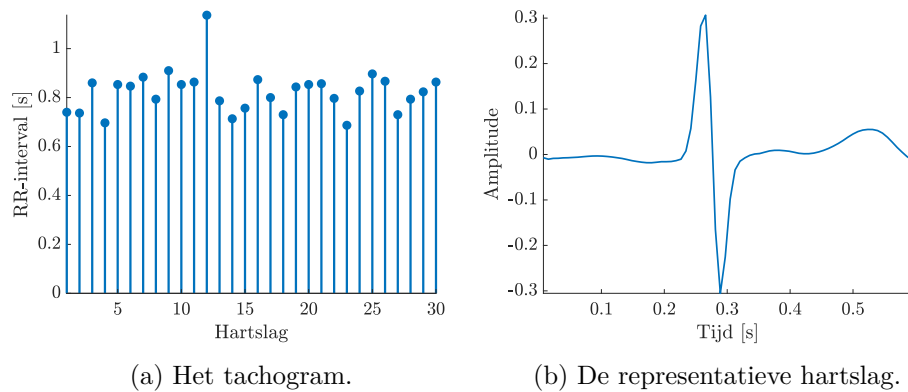 1
0.8
0.6
0.4
0.2
0
RR-interval [s]
5 10 15 20 25 30
Hartslag
(a) Het tachogram.
0.3
0.2
0.1
0
-0.1
-0.2
-0.3
Amplitude
0.1 0.2 0.3 0.4 0.5
Tijd [s]
(b) De representatieve hartslag.